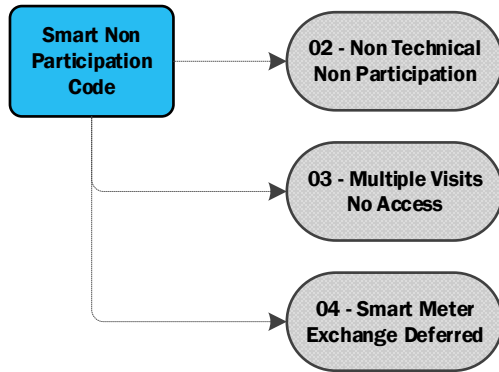 Smart Non
Participation
Code
02 - Non Technical
Non Participation
03 - Multiple Visits
No Access
04 - Smart Meter
Exchange Deferred